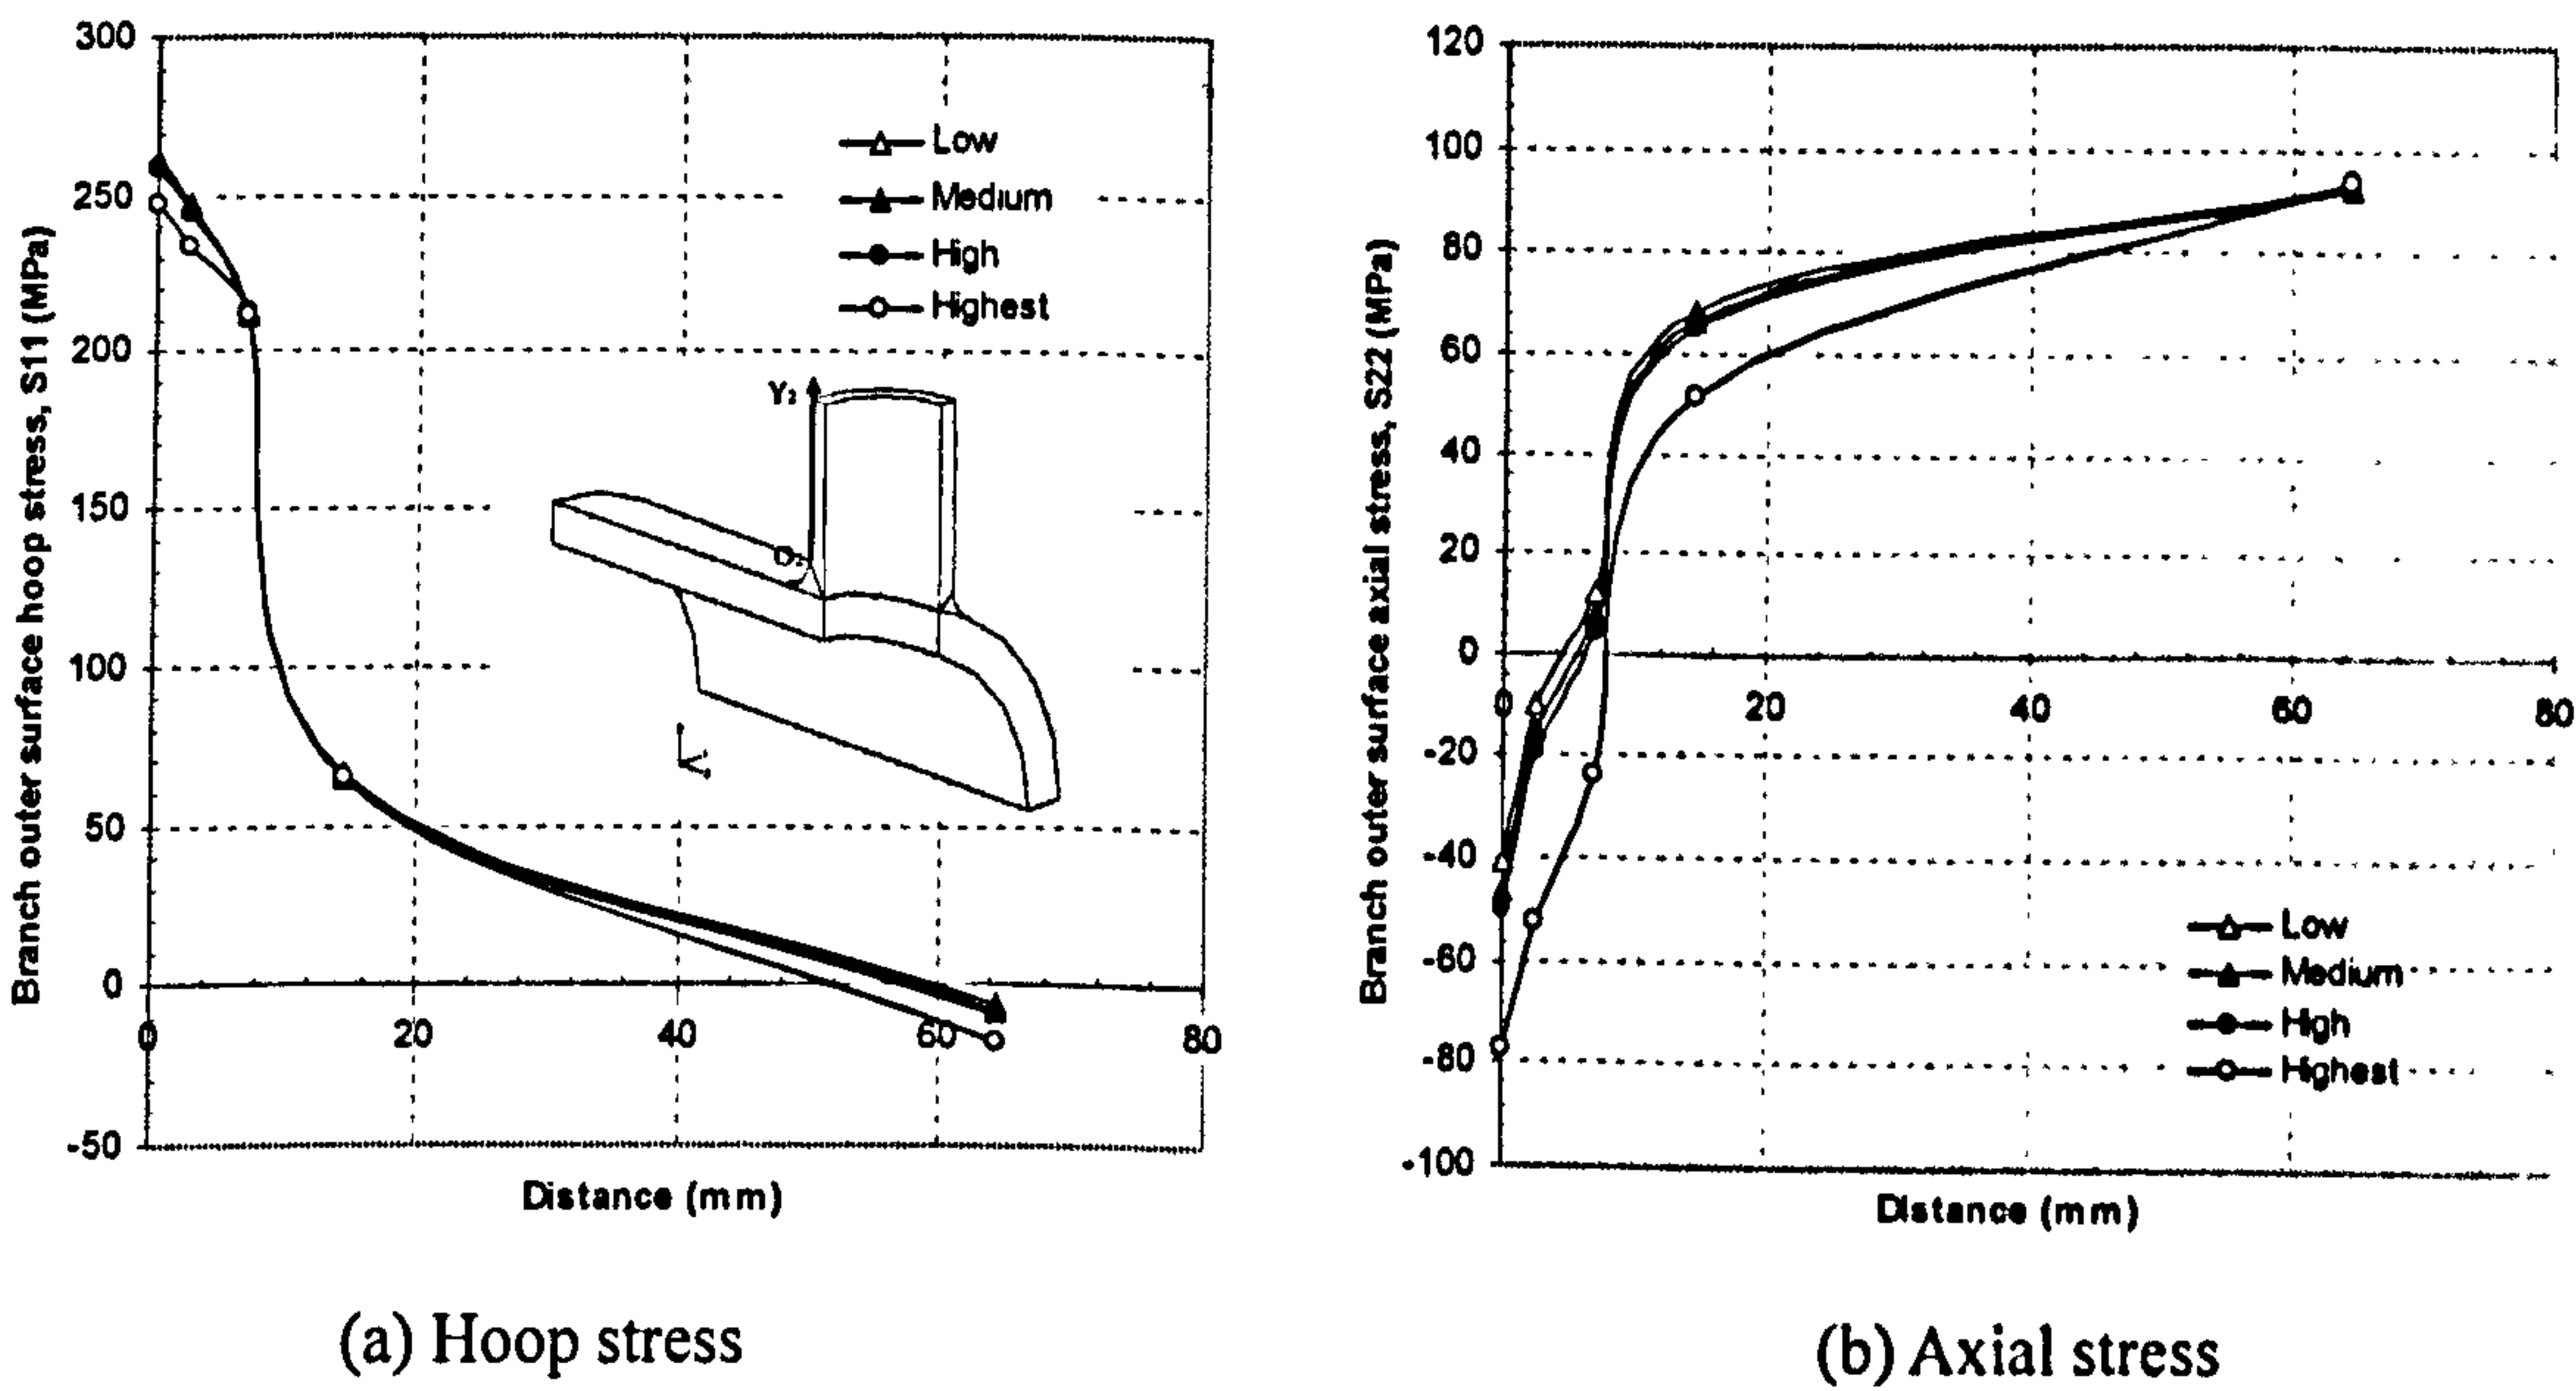 Branch outer surface hoop stress, S11 (MPa)
300
250
200
150
100
50
0
-50
0
20
40
60
80
Distance (mm)
Low
Medium
High
Highest
Y₂
(a) Hoop stress
Branch outer surface axial stress, S22 (MPa)
120
100
80
60
40
20
0
-20
-40
-60
-80
-100
0
20
40
60
80
Distance (mm)
Low
Medium
High
Highest
(b) Axial stress